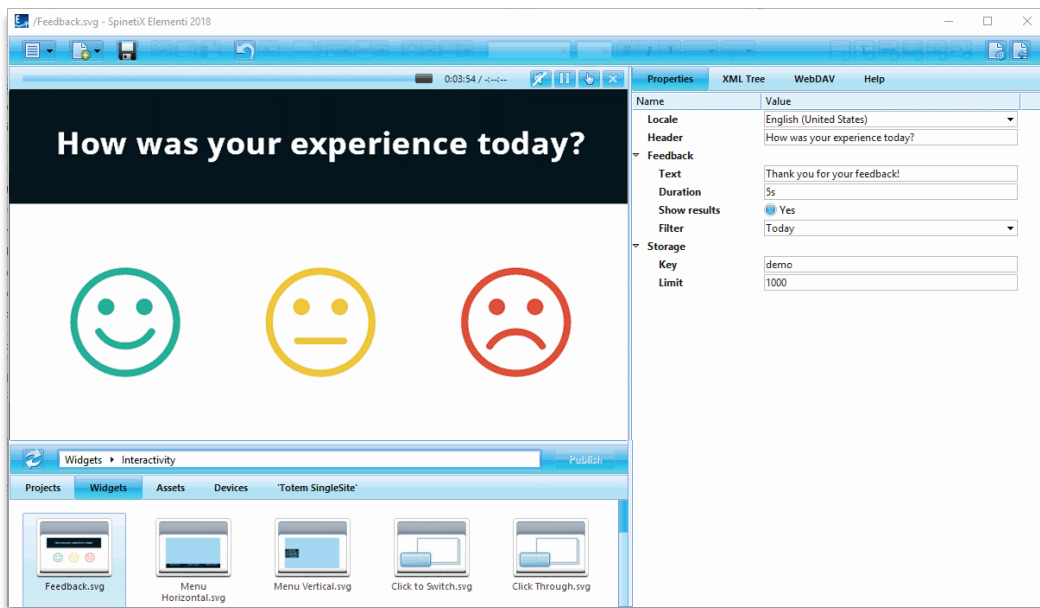 /Feedback.svg - SpinetiX Elementi 2018
0:03:54 / -:--:--
How was your experience today?
Properties XML Tree WebDAV Help
Name Value
Locale English (United States)
Header How was your experience today?
Feedback
Text Thank you for your feedback!
Duration 5s
Show results Yes
Filter Today
Storage
Key demo
Limit 1000
Widgets Interactivity Publish
Projects Widgets Assets Devices 'Totem SingleSite'
Feedback.svg Menu Horizontal.svg Menu Vertical.svg Click to Switch.svg Click Through.svg